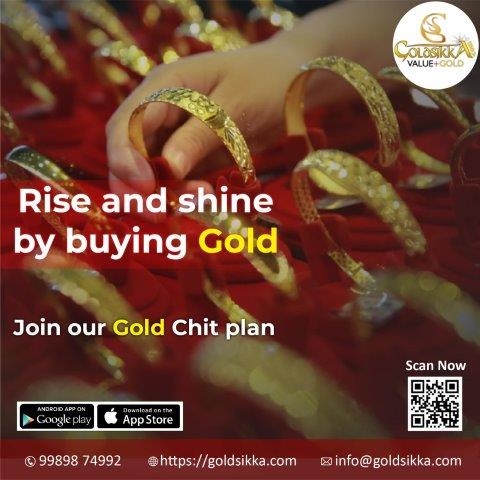 GOLDSIKKA
VALUE+GOLD
Rise and shine
by buying Gold
Join our Gold Chit plan
Scan Now
ANDROID APP ON
Google play
Download on the
App Store
99898 74992
https://goldsikka.com
info@goldsikka.com